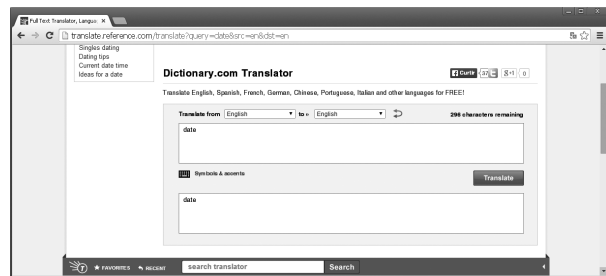 Full Text Translator, Langua
translate.reference.com/translate?query=date&src=en&dst=en
Singles dating
Dating tips
Current date time
Ideas for a date
Dictionary.com Translator
Curtir 37 g+1 0
Translate English, Spanish, French, German, Chinese, Portuguese, Italian and other languages for FREE!
Translate from English to » English 296 characters remaining
date
Symbols & accents
Translate
date
FAVORITES RECENT search translator Search